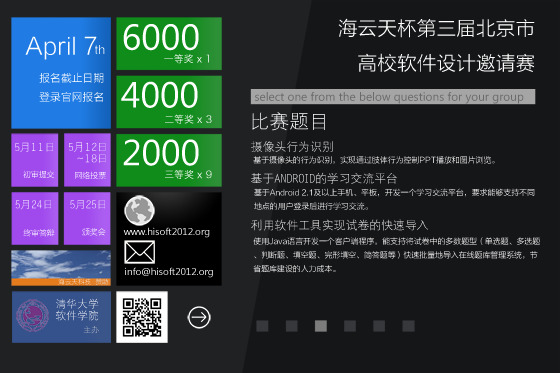 April 7th
报名截止日期
登录官网报名
6000
一等奖 x 1
4000
二等奖 x 3
2000
三等奖 x 9
5月11日
初审提交
5月12日
~18日
网络投票
5月24日
终审答辩
5月25日
颁奖会
www.hisoft2012.org
info@hisoft2012.org
清华大学
软件学院
主办
海云天杯第三届北京市
高校软件设计邀请赛
select one from the below questions for your group
比赛题目
摄像头行为识别
基于摄像头的行为识别，实现通过肢体行为控制PPT播放和图片浏览。
基于ANDROID的学习交流平台
基于Android 2.1及以上手机、平板，开发一个学习交流平台，要求能够支持不同
地点的用户登录后进行学习交流。
利用软件工具实现试卷的快速导入
使用Java语言开发一个客户端程序，能支持将试卷中的多数题型（单选题、多选题
、判断题、填空题、完形填空、简答题等）快速批量地导入在线题库管理系统，节
省题库建设的人力成本。